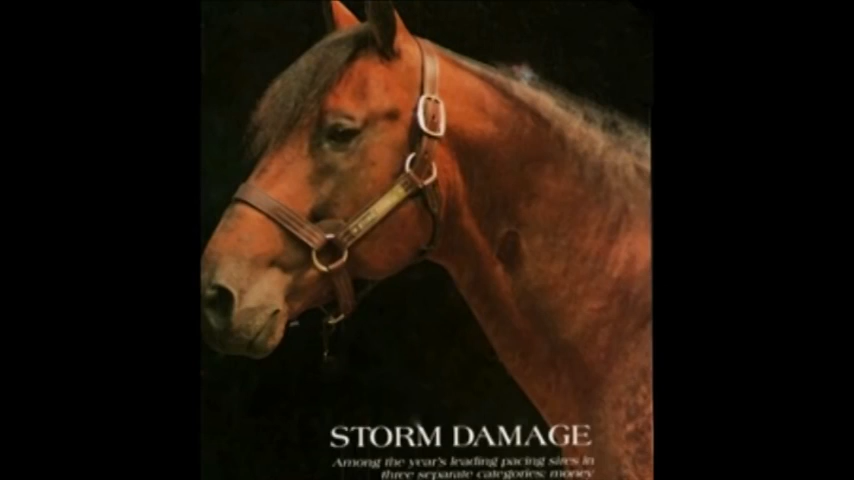 STORM DAMAGE
Among the year's leading pacing sires in
three separate categories: money